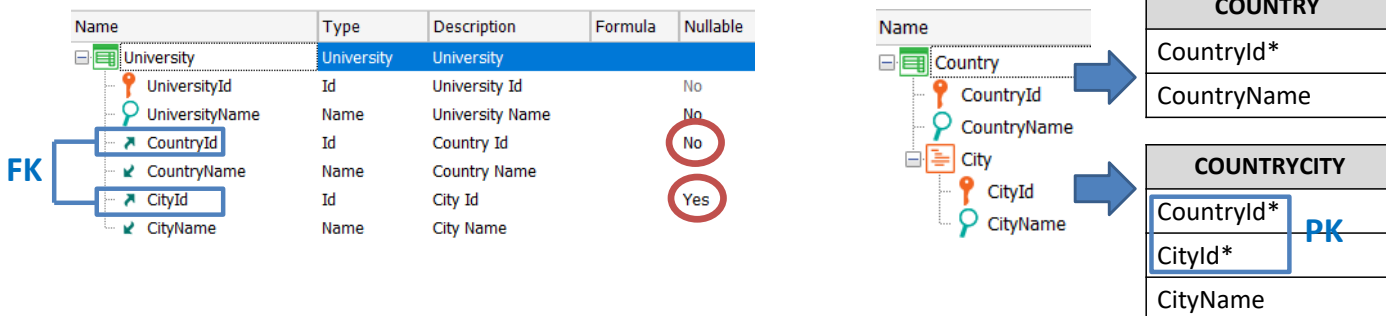 Name Type Description Formula Nullable
University University University
UniversityId Id University Id No
UniversityName Name University Name No
CountryId Id Country Id No
CountryName Name Country Name
CityId Id City Id Yes
CityName Name City Name
FK
Name
Country
CountryId
CountryName
City
CityId
CityName
COUNTRY
CountryId*
CountryName
COUNTRYCITY
CountryId*
PK
CityId*
CityName